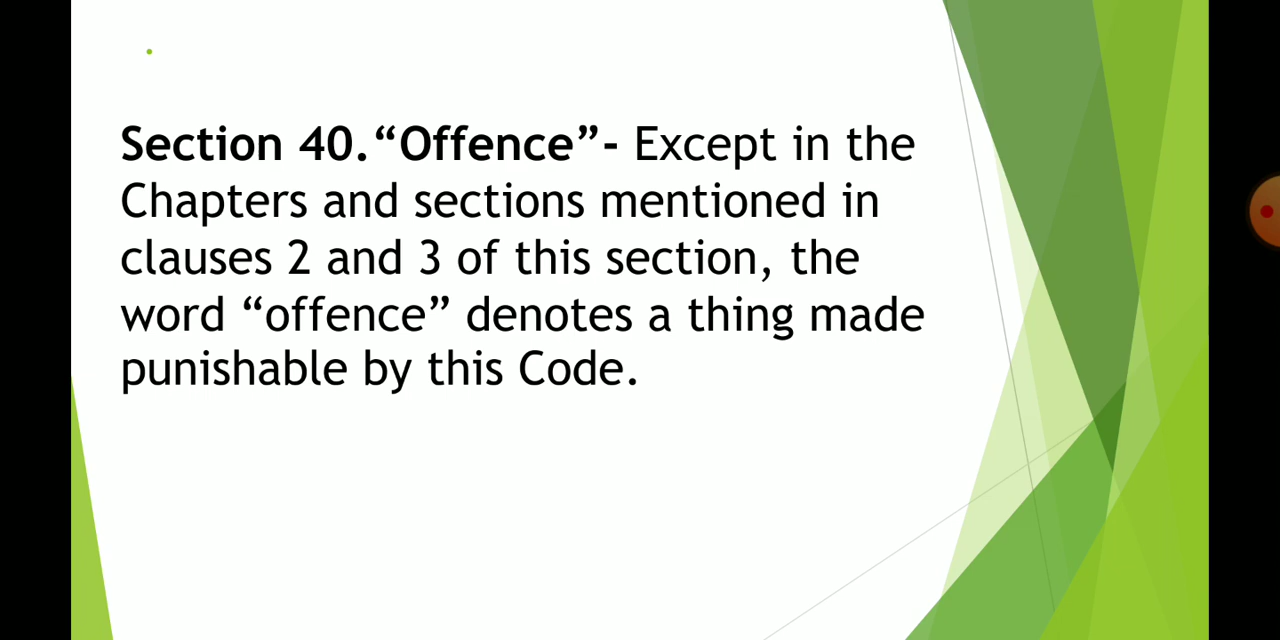 Section 40.“Offence”- Except in the
Chapters and sections mentioned in
clauses 2 and 3 of this section, the
word “offence” denotes a thing made
punishable by this Code.